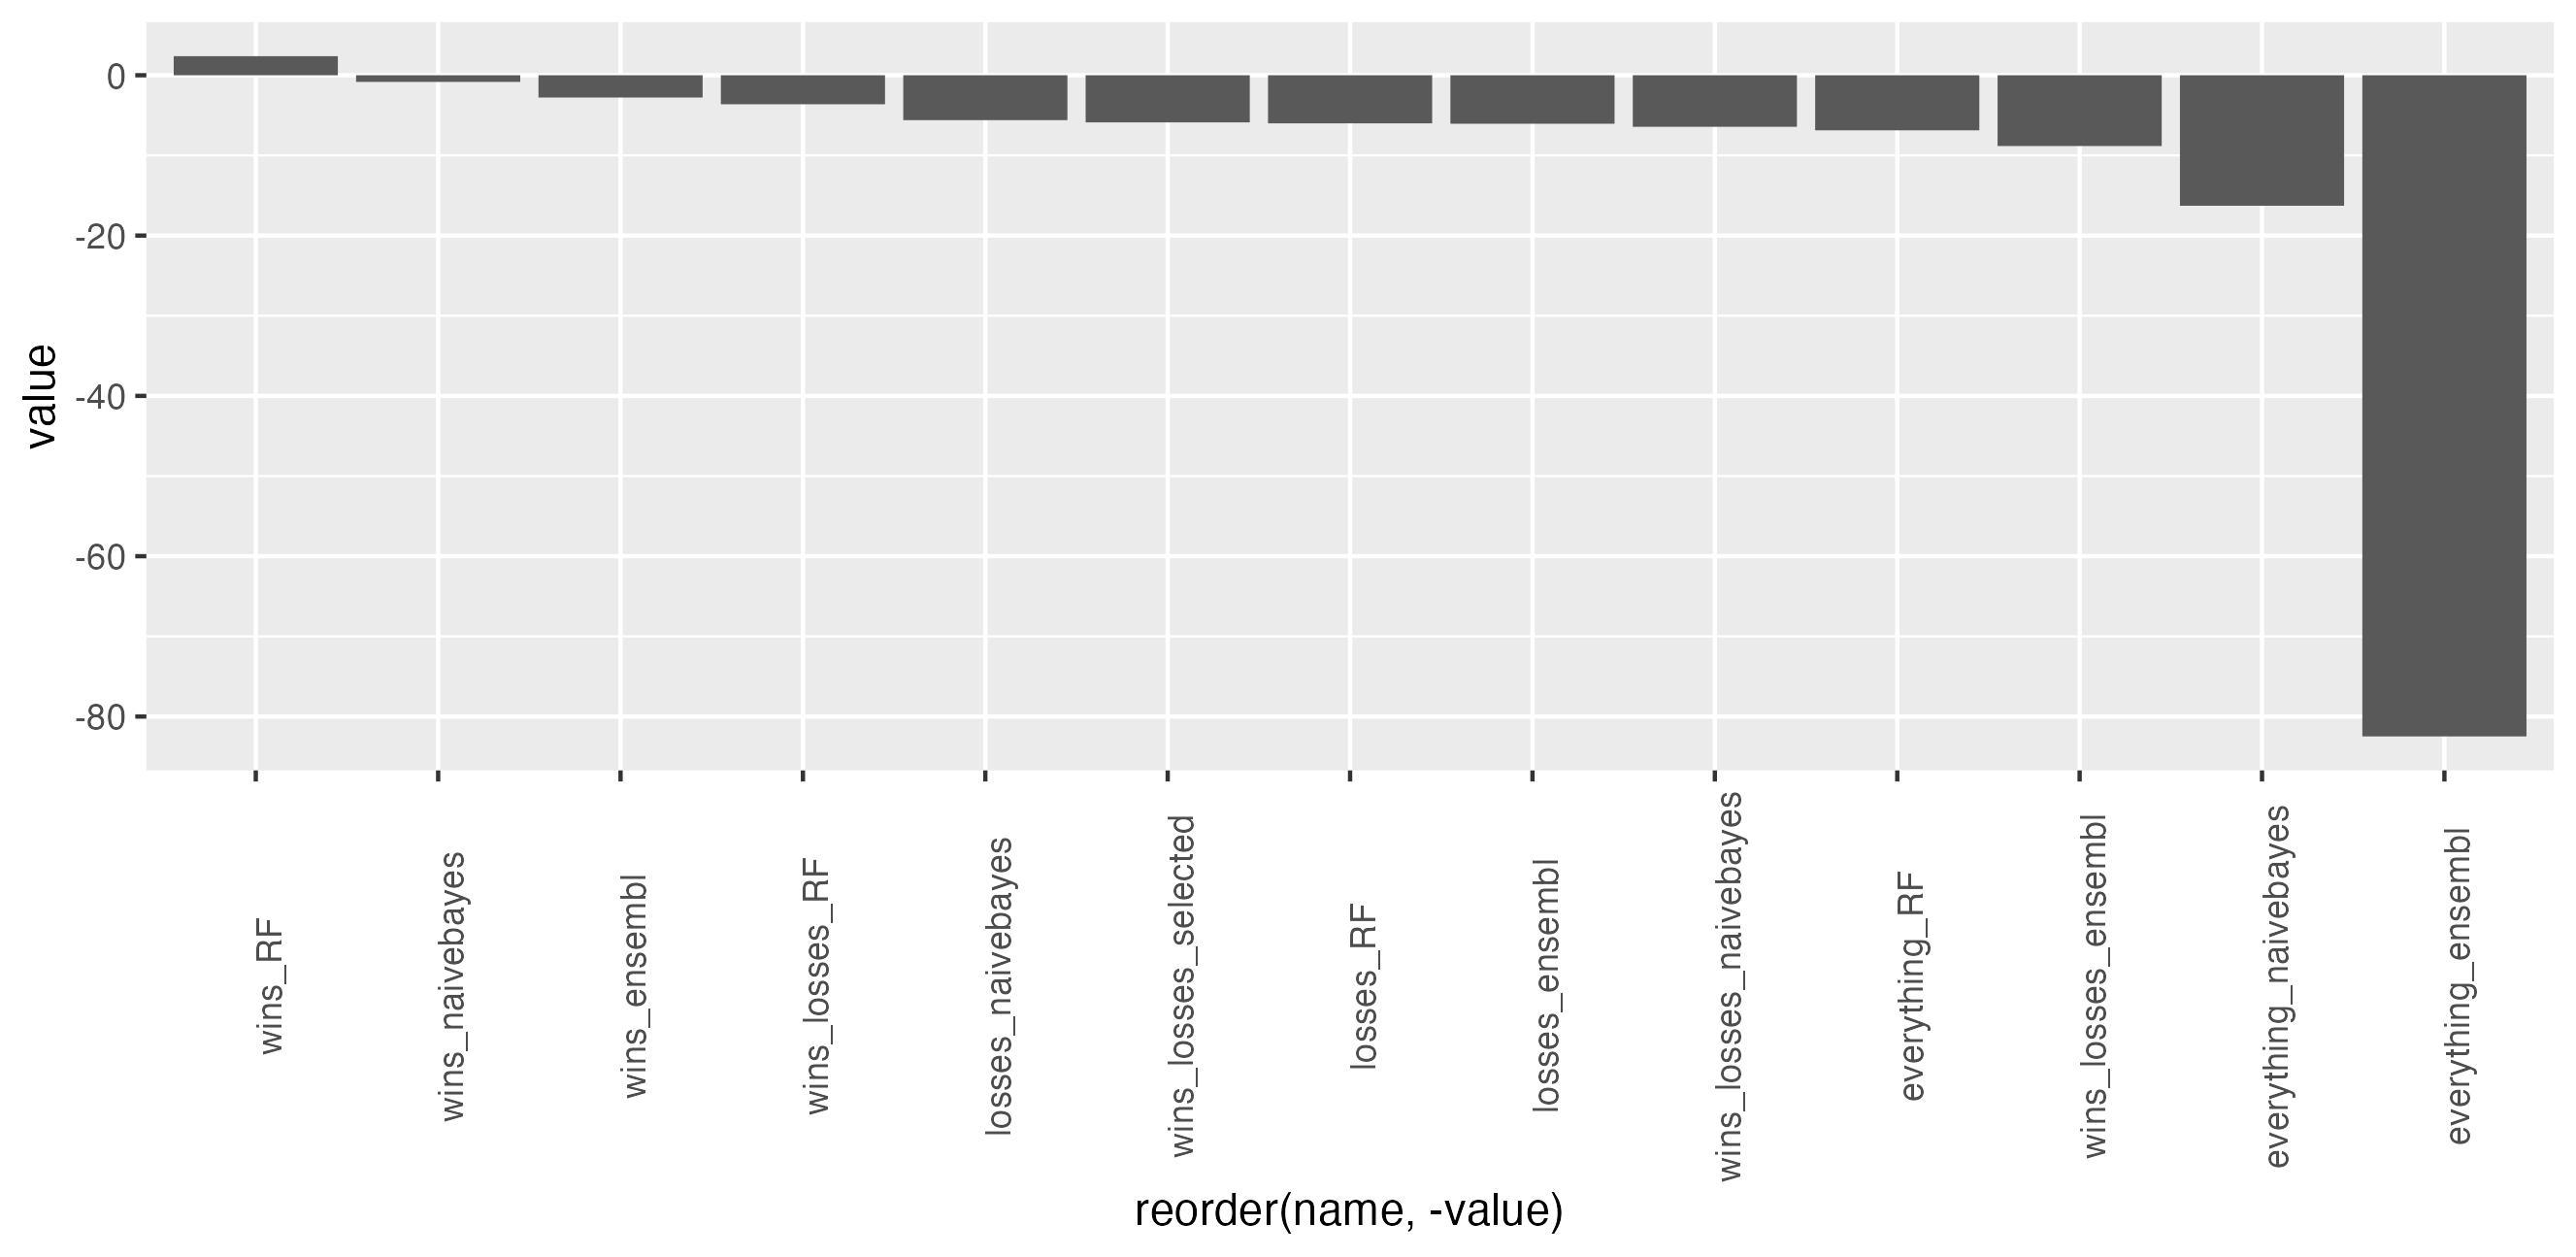 0
-20
-40
-60
-80
value
wins_RF
wins_naivebayes
wins_ensembl
wins_losses_RF
losses_naivebayes
wins_losses_selected
losses_RF
losses_ensembl
wins_losses_naivebayes
everything_RF
wins_losses_ensembl
everything_naivebayes
everything_ensembl
reorder(name, -value)